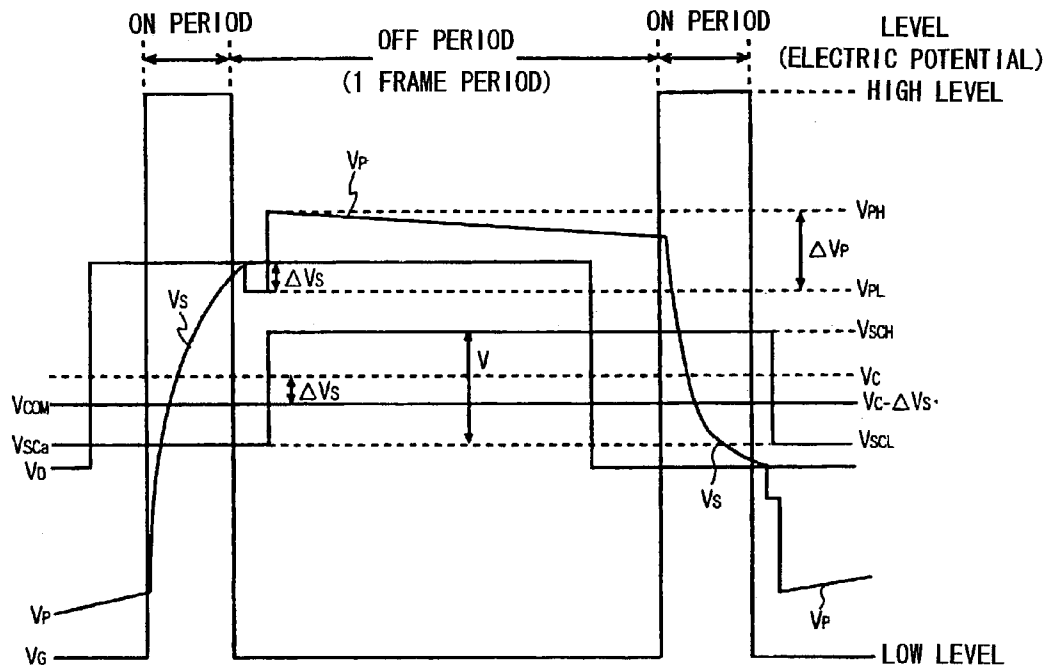 ON PERIOD
OFF PERIOD
(1 FRAME PERIOD)
ON PERIOD
LEVEL
(ELECTRIC POTENTIAL)
HIGH LEVEL
VP
VPH
ΔVP
ΔVS
VPL
VS
VSCH
V
VC
ΔVS
VCOM
VC-ΔVS
VSCa
VSCL
VD
VS
VP
VP
VG
LOW LEVEL